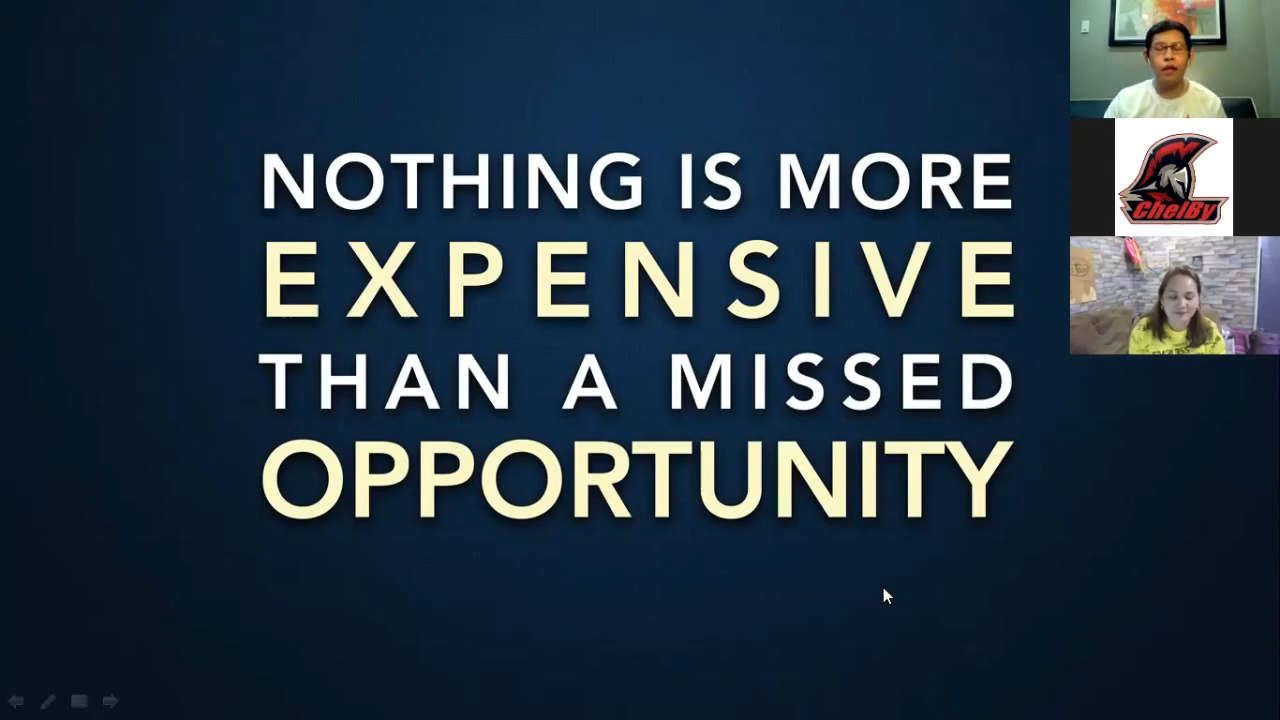 NOTHING IS MORE
EXPENSIVE
THAN A MISSED
OPPORTUNITY
ChelBy